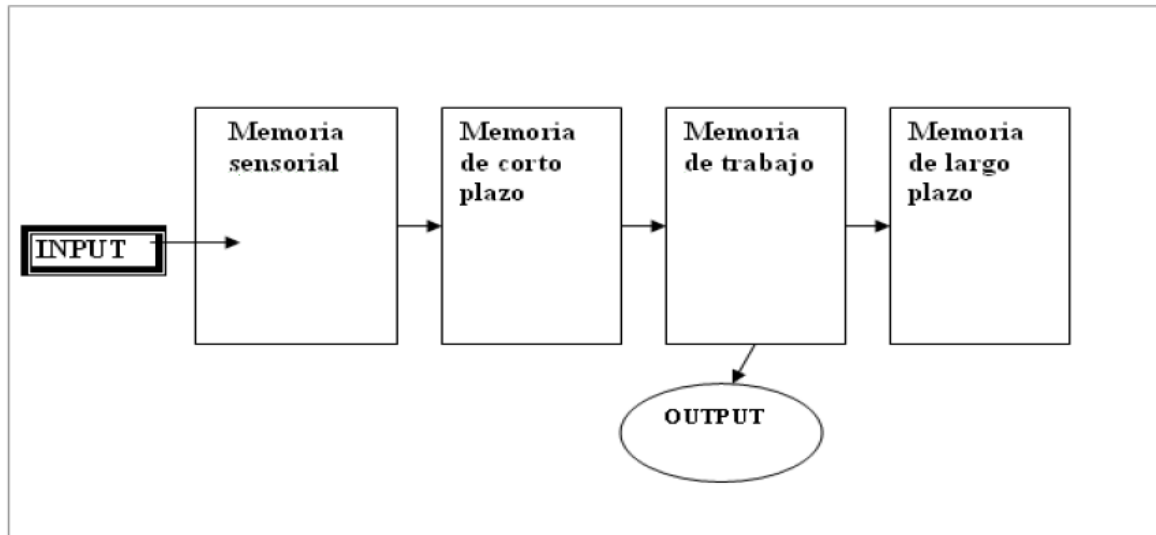 Memoria
sensorial
Memoria
de corto
plazo
Memoria
de trabajo
Memoria
de largo
plazo
INPUT
OUTPUT